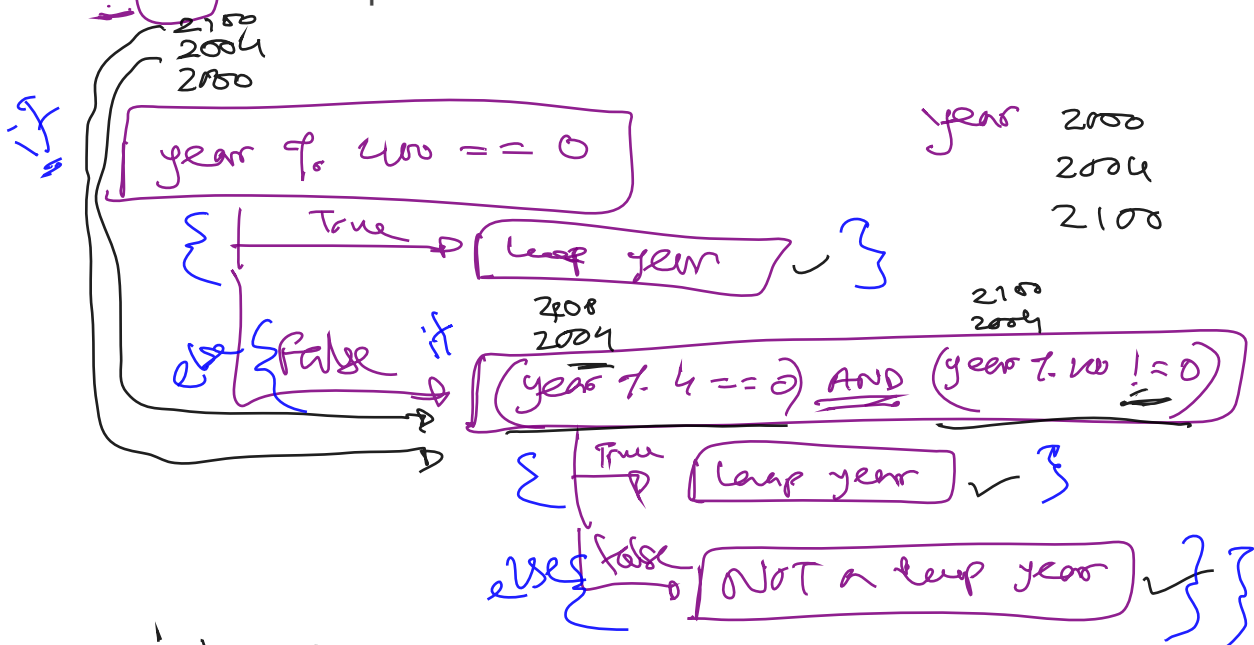 2100
2004
2000
if
year % 400 == 0
year 2000
2004
2100
{ True leap year }
2100
2004
2004
else { False if (year % 4 == 0) AND (year % 100 != 0)
{ True leap year }
else { false NOT a leap year } }